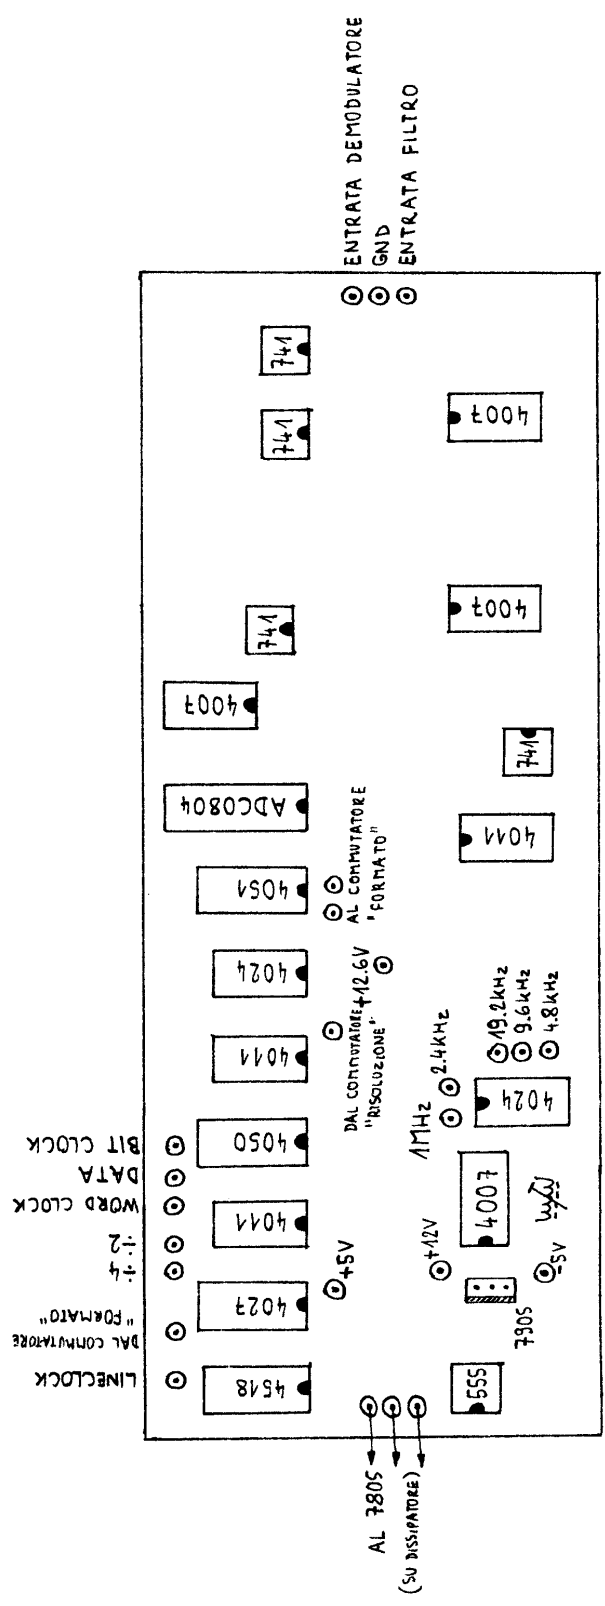 ENTRATA DEMODULATORE
GND
ENTRATA FILTRO
741
741
4007
741
4007
4007
741
ADC0804
4011
4051
AL COMMUTATORE
"FORMATO"
4024
+12.6V
DAL COMMUTATORE
"RISOLUZIONE"
4011
19.2kHz
9.6kHz
4.8kHz
2.4kHz
1MHz
4024
4050
BIT CLOCK
DATA
WORD CLOCK
÷2
÷4
DAL COMMUTATORE
"FORMATO"
LINECLOCK
4011
4007
+12V
+5V
-5V
4027
7905
4518
555
AL 7805
(SU DISSIPATORE)